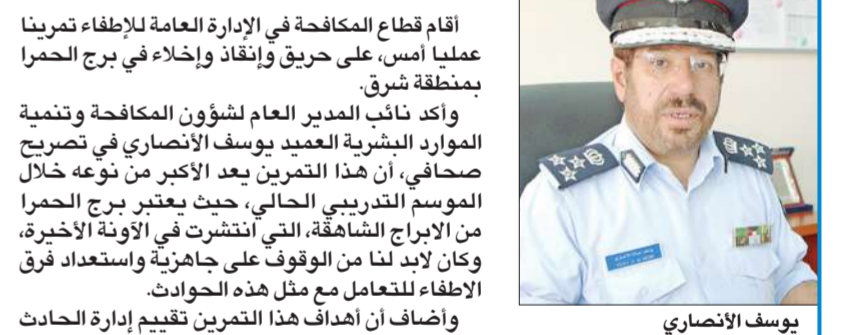 أقام قطاع المكافحة في الإدارة العامة للإطفاء تمرينا
عمليا أمس، على حريق وإنقاذ وإخلاء في برج الحمرا
بمنطقة شرق.
وأكد نائب المدير العام لشؤون المكافحة وتنمية
الموارد البشرية العميد يوسف الأنصاري في تصريح
صحافي، أن هذا التمرين يعد الأكبر من نوعه خلال
الموسم التدريبي الحالي، حيث يعتبر برج الحمرا
من الابراج الشاهقة، التي انتشرت في الآونة الأخيرة،
وكان لابد لنا من الوقوف على جاهزية واستعداد فرق
الاطفاء للتعامل مع مثل هذه الحوادث.
وأضاف أن أهداف هذا التمرين تقييم إدارة الحادث
يوسف الأنصاري